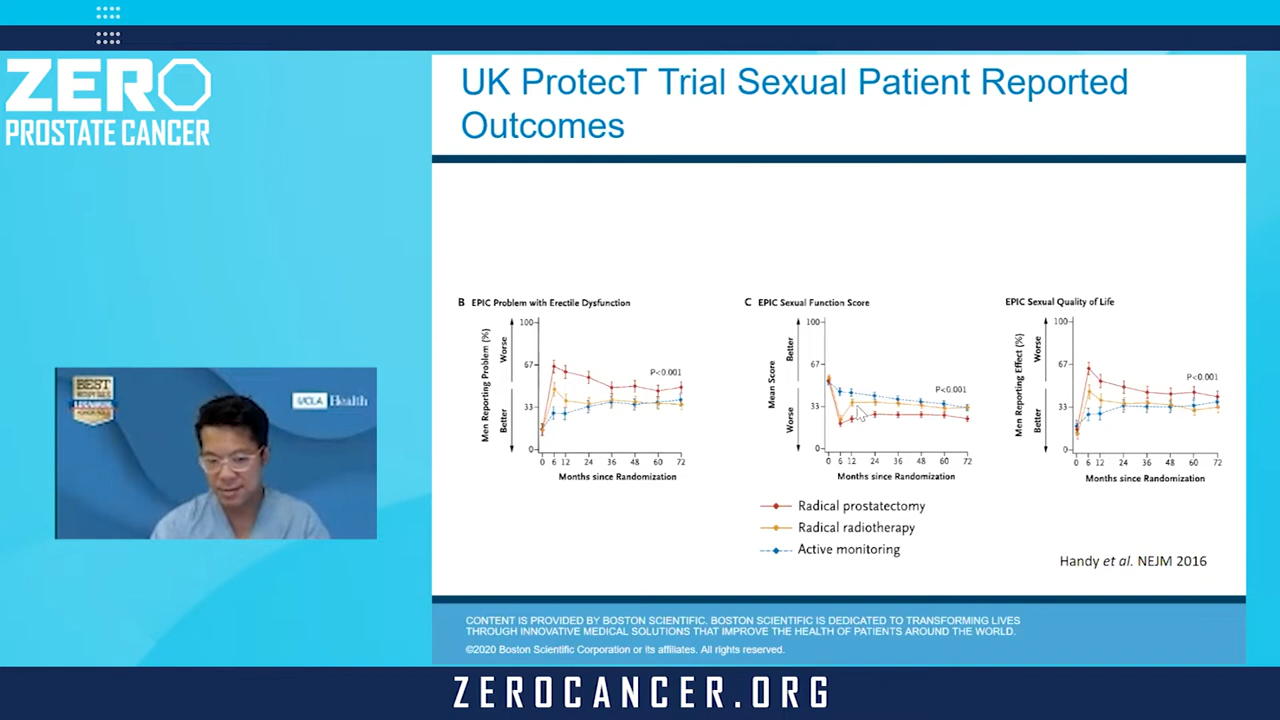 ZERO
PROSTATE CANCER
UK ProtecT Trial Sexual Patient Reported
Outcomes
B EPIC Problem with Erectile Dysfunction
Men Reporting Problem (%)
Worse
Better
100
67
33
0
P<0.001
0 6 12 24 36 48 60 72
Months since Randomization
C EPIC Sexual Function Score
Mean Score
Better
Worse
100
67
33
0
P<0.001
0 6 12 24 36 48 60 72
Months since Randomization
EPIC Sexual Quality of Life
Men Reporting Effect (%)
Worse
Better
100
67
33
0
P<0.001
0 6 12 24 36 48 60 72
Months since Randomization
Radical prostatectomy
Radical radiotherapy
Active monitoring
Handy et al. NEJM 2016
BEST
HOSPITALS
UCLA Health
CONTENT IS PROVIDED BY BOSTON SCIENTIFIC. BOSTON SCIENTIFIC IS DEDICATED TO TRANSFORMING LIVES
THROUGH INNOVATIVE MEDICAL SOLUTIONS THAT IMPROVE THE HEALTH OF PATIENTS AROUND THE WORLD.
©2020 Boston Scientific Corporation or its affiliates. All rights reserved.
ZEROCANCER.ORG